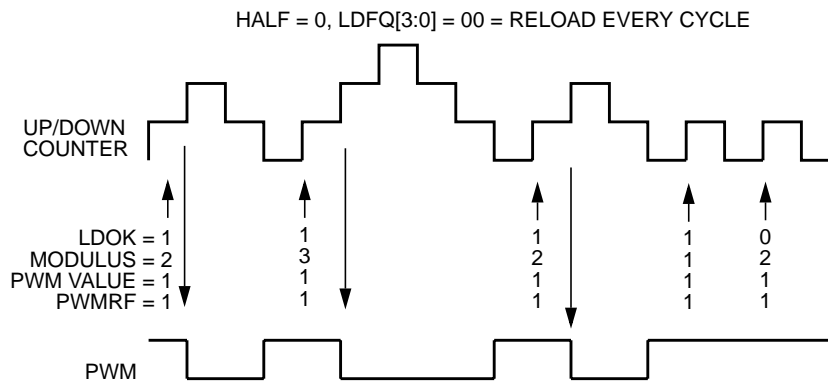 HALF = 0, LDFQ[3:0] = 00 = RELOAD EVERY CYCLE
UP/DOWN
COUNTER
LDOK = 1 1 1 1 0
MODULUS = 2 3 2 1 2
PWM VALUE = 1 1 1 1 1
PWMRF = 1 1 1 1 1
PWM